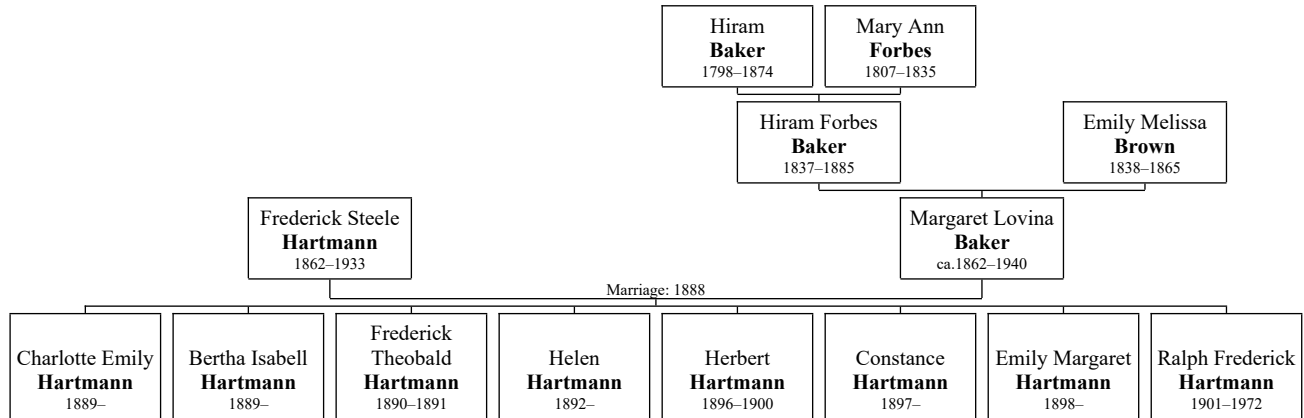 Hiram
Baker
1798–1874
Mary Ann
Forbes
1807–1835
Hiram Forbes
Baker
1837–1885
Emily Melissa
Brown
1838–1865
Frederick Steele
Hartmann
1862–1933
Margaret Lovina
Baker
ca.1862–1940
Marriage: 1888
Charlotte Emily
Hartmann
1889–
Bertha Isabell
Hartmann
1889–
Frederick
Theobald
Hartmann
1890–1891
Helen
Hartmann
1892–
Herbert
Hartmann
1896–1900
Constance
Hartmann
1897–
Emily Margaret
Hartmann
1898–
Ralph Frederick
Hartmann
1901–1972